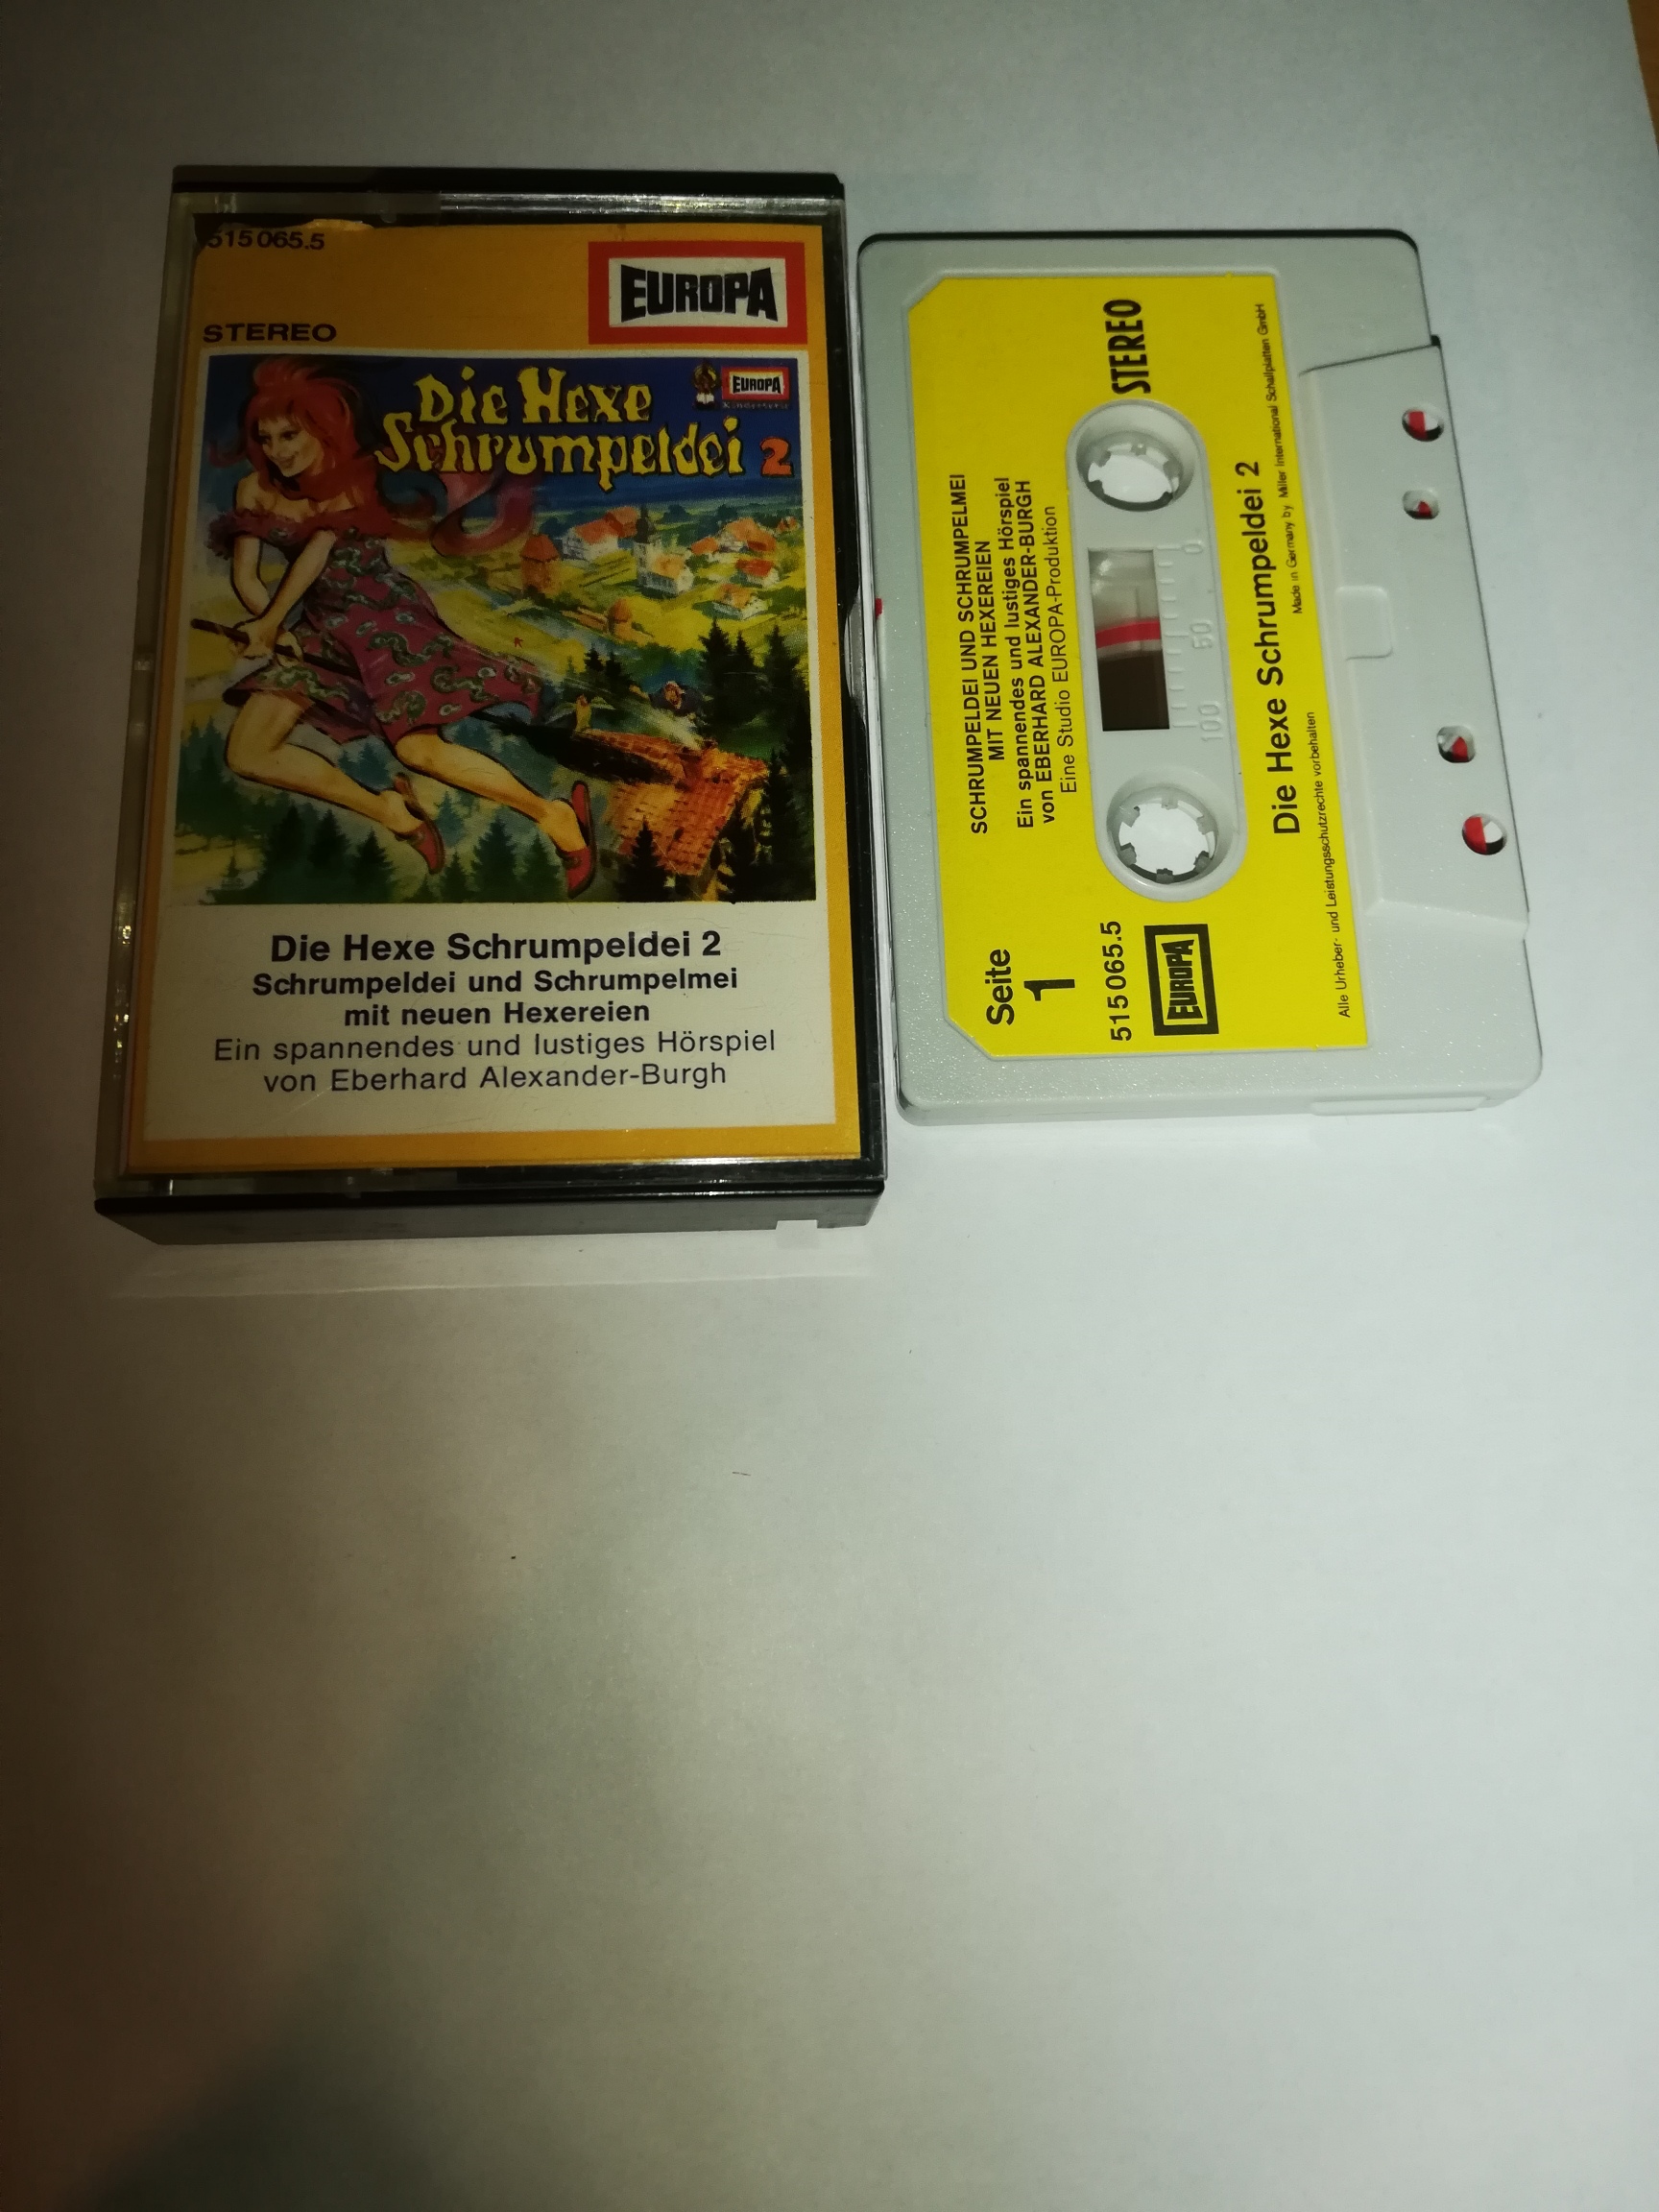 515 065.5
EUROPA
STEREO
Die Hexe
Schrumpeldei 2
EUROPA
Kinderserie
Die Hexe Schrumpeldei 2
Schrumpeldei und Schrumpelmei
mit neuen Hexereien
Ein spannendes und lustiges Hörspiel
von Eberhard Alexander-Burgh
SCHRUMPELDEI UND SCHRUMPELMEI
MIT NEUEN HEXEREIEN
Ein spannendes und lustiges Hörspiel
von EBERHARD ALEXANDER-BURGH
Eine Studio EUROPA-Produktion
Seite
1
515 065.5
EUROPA
STEREO
100 50 0
Die Hexe Schrumpeldei 2
Made in Germany by Miller International Schallplatten GmbH
Alle Urheber- und Leistungsschutzrechte vorbehalten